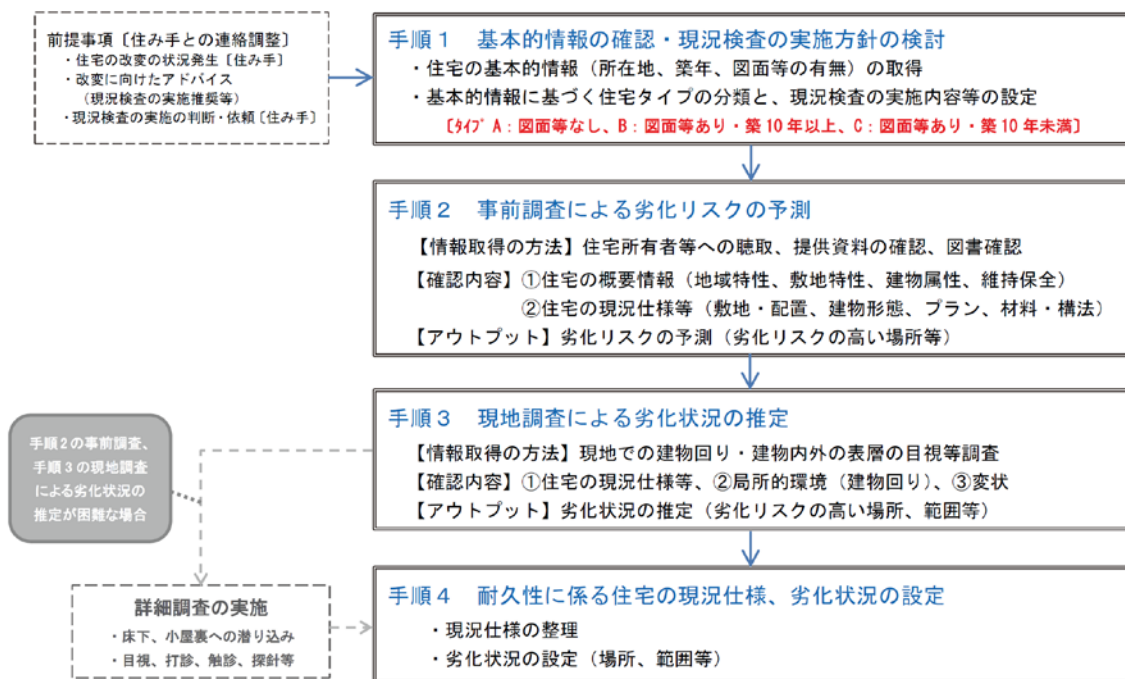 前提事項〔住み手との連絡調整〕
・住宅の改変の状況発生〔住み手〕
・改変に向けたアドバイス
（現況検査の実施推奨等）
・現況検査の実施の判断・依頼〔住み手〕
手順１　基本的情報の確認・現況検査の実施方針の検討
・住宅の基本的情報（所在地、築年、図面等の有無）の取得
・基本的情報に基づく住宅タイプの分類と、現況検査の実施内容等の設定
〔ﾀｲﾌﾟ A：図面等なし、B：図面等あり・築 10 年以上、C：図面等あり・築 10 年未満〕
手順２　事前調査による劣化リスクの予測
【情報取得の方法】住宅所有者等への聴取、提供資料の確認、図書確認
【確認内容】①住宅の概要情報（地域特性、敷地特性、建物属性、維持保全）
②住宅の現況仕様等（敷地・配置、建物形態、プラン、材料・構法）
【アウトプット】劣化リスクの予測（劣化リスクの高い場所等）
手順３　現地調査による劣化状況の推定
【情報取得の方法】現地での建物回り・建物内外の表層の目視等調査
【確認内容】①住宅の現況仕様等、②局所的環境（建物回り）、③変状
【アウトプット】劣化状況の推定（劣化リスクの高い場所、範囲等）
手順２の事前調査、
手順３の現地調査
による劣化状況の
推定が困難な場合
詳細調査の実施
・床下、小屋裏への潜り込み
・目視、打診、触診、探針等
手順４　耐久性に係る住宅の現況仕様、劣化状況の設定
・現況仕様の整理
・劣化状況の設定（場所、範囲等）